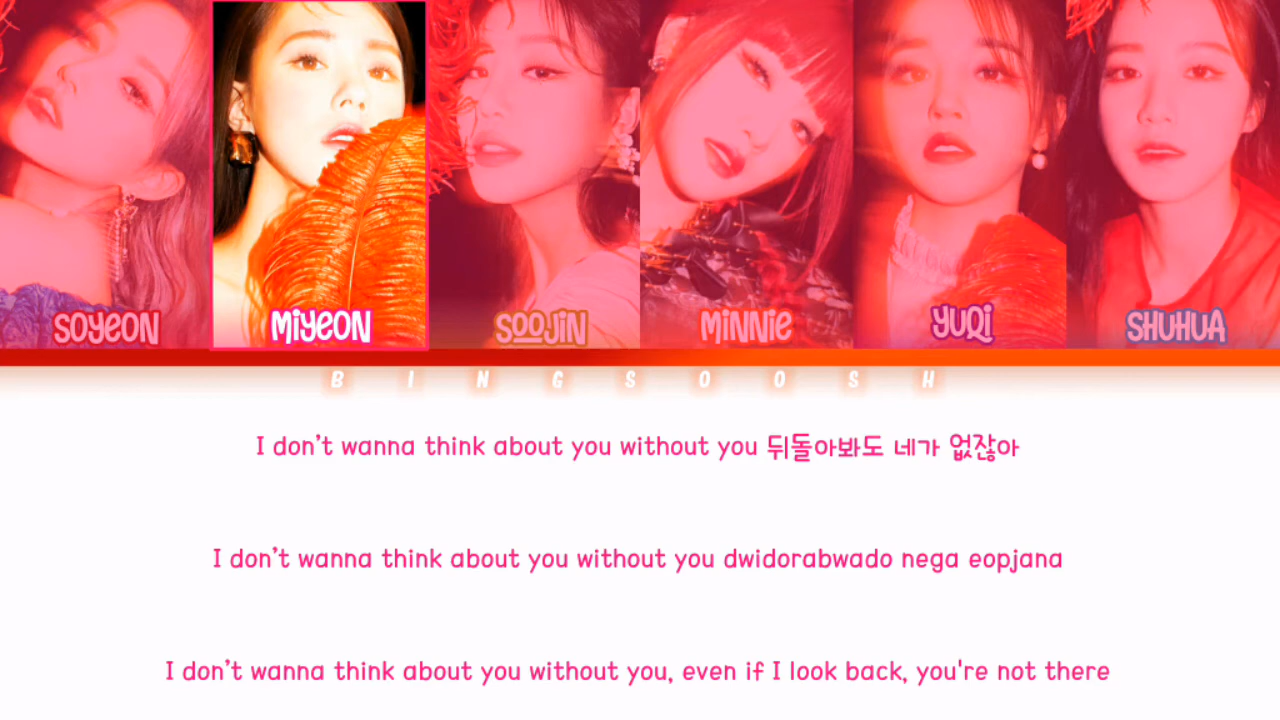 SOYEON MIYEON SOOJIN MINNIE YUQI SHUHUA
BINGSOOSH
I don't wanna think about you without you 뒤돌아봐도 네가 없잖아
I don't wanna think about you without you dwidorabwado nega eopjana
I don't wanna think about you without you, even if I look back, you're not there